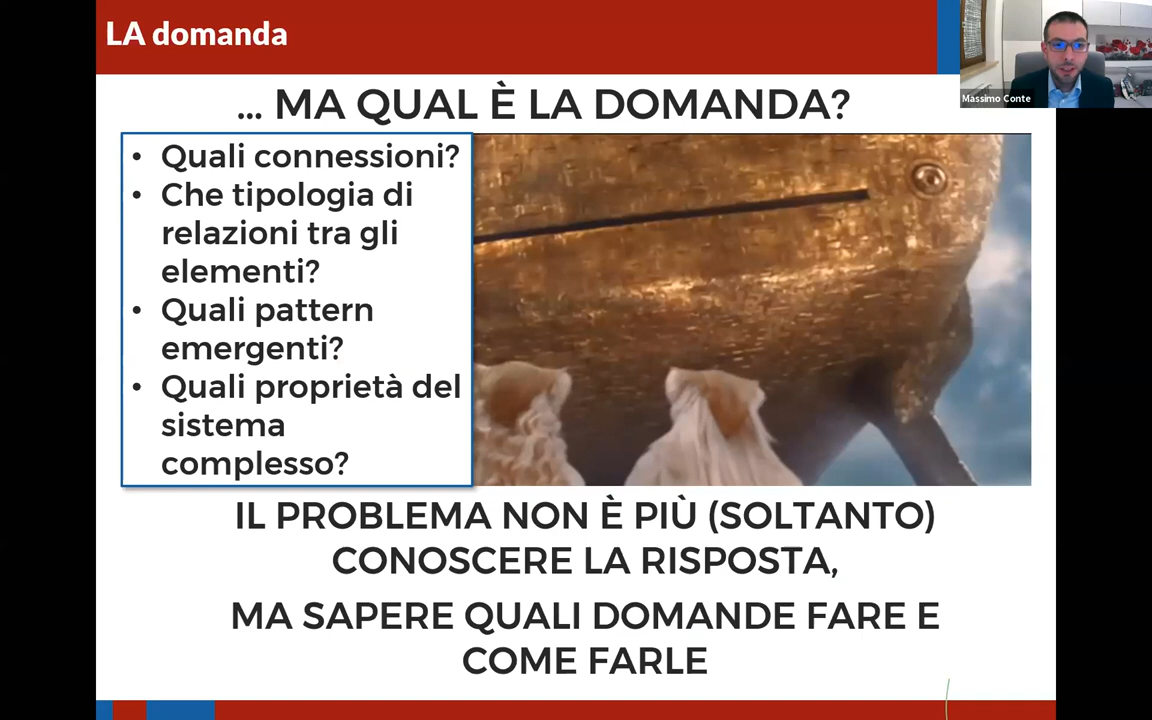 LA domanda
Massimo Conte
... MA QUAL È LA DOMANDA?
• Quali connessioni?
• Che tipologia di
relazioni tra gli
elementi?
• Quali pattern
emergenti?
• Quali proprietà del
sistema
complesso?
IL PROBLEMA NON È PIÙ (SOLTANTO)
CONOSCERE LA RISPOSTA,
MA SAPERE QUALI DOMANDE FARE E
COME FARLE